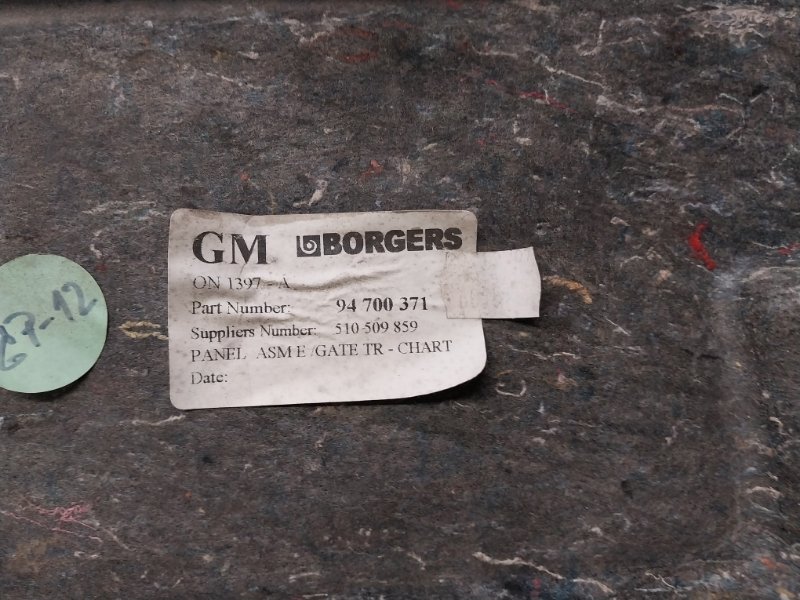 GM BORGERS
ON 1397 - A
Part Number: 94 700 371
Suppliers Number: 510 509 859
PANEL ASM E /GATE TR - CHART
Date:
27-12